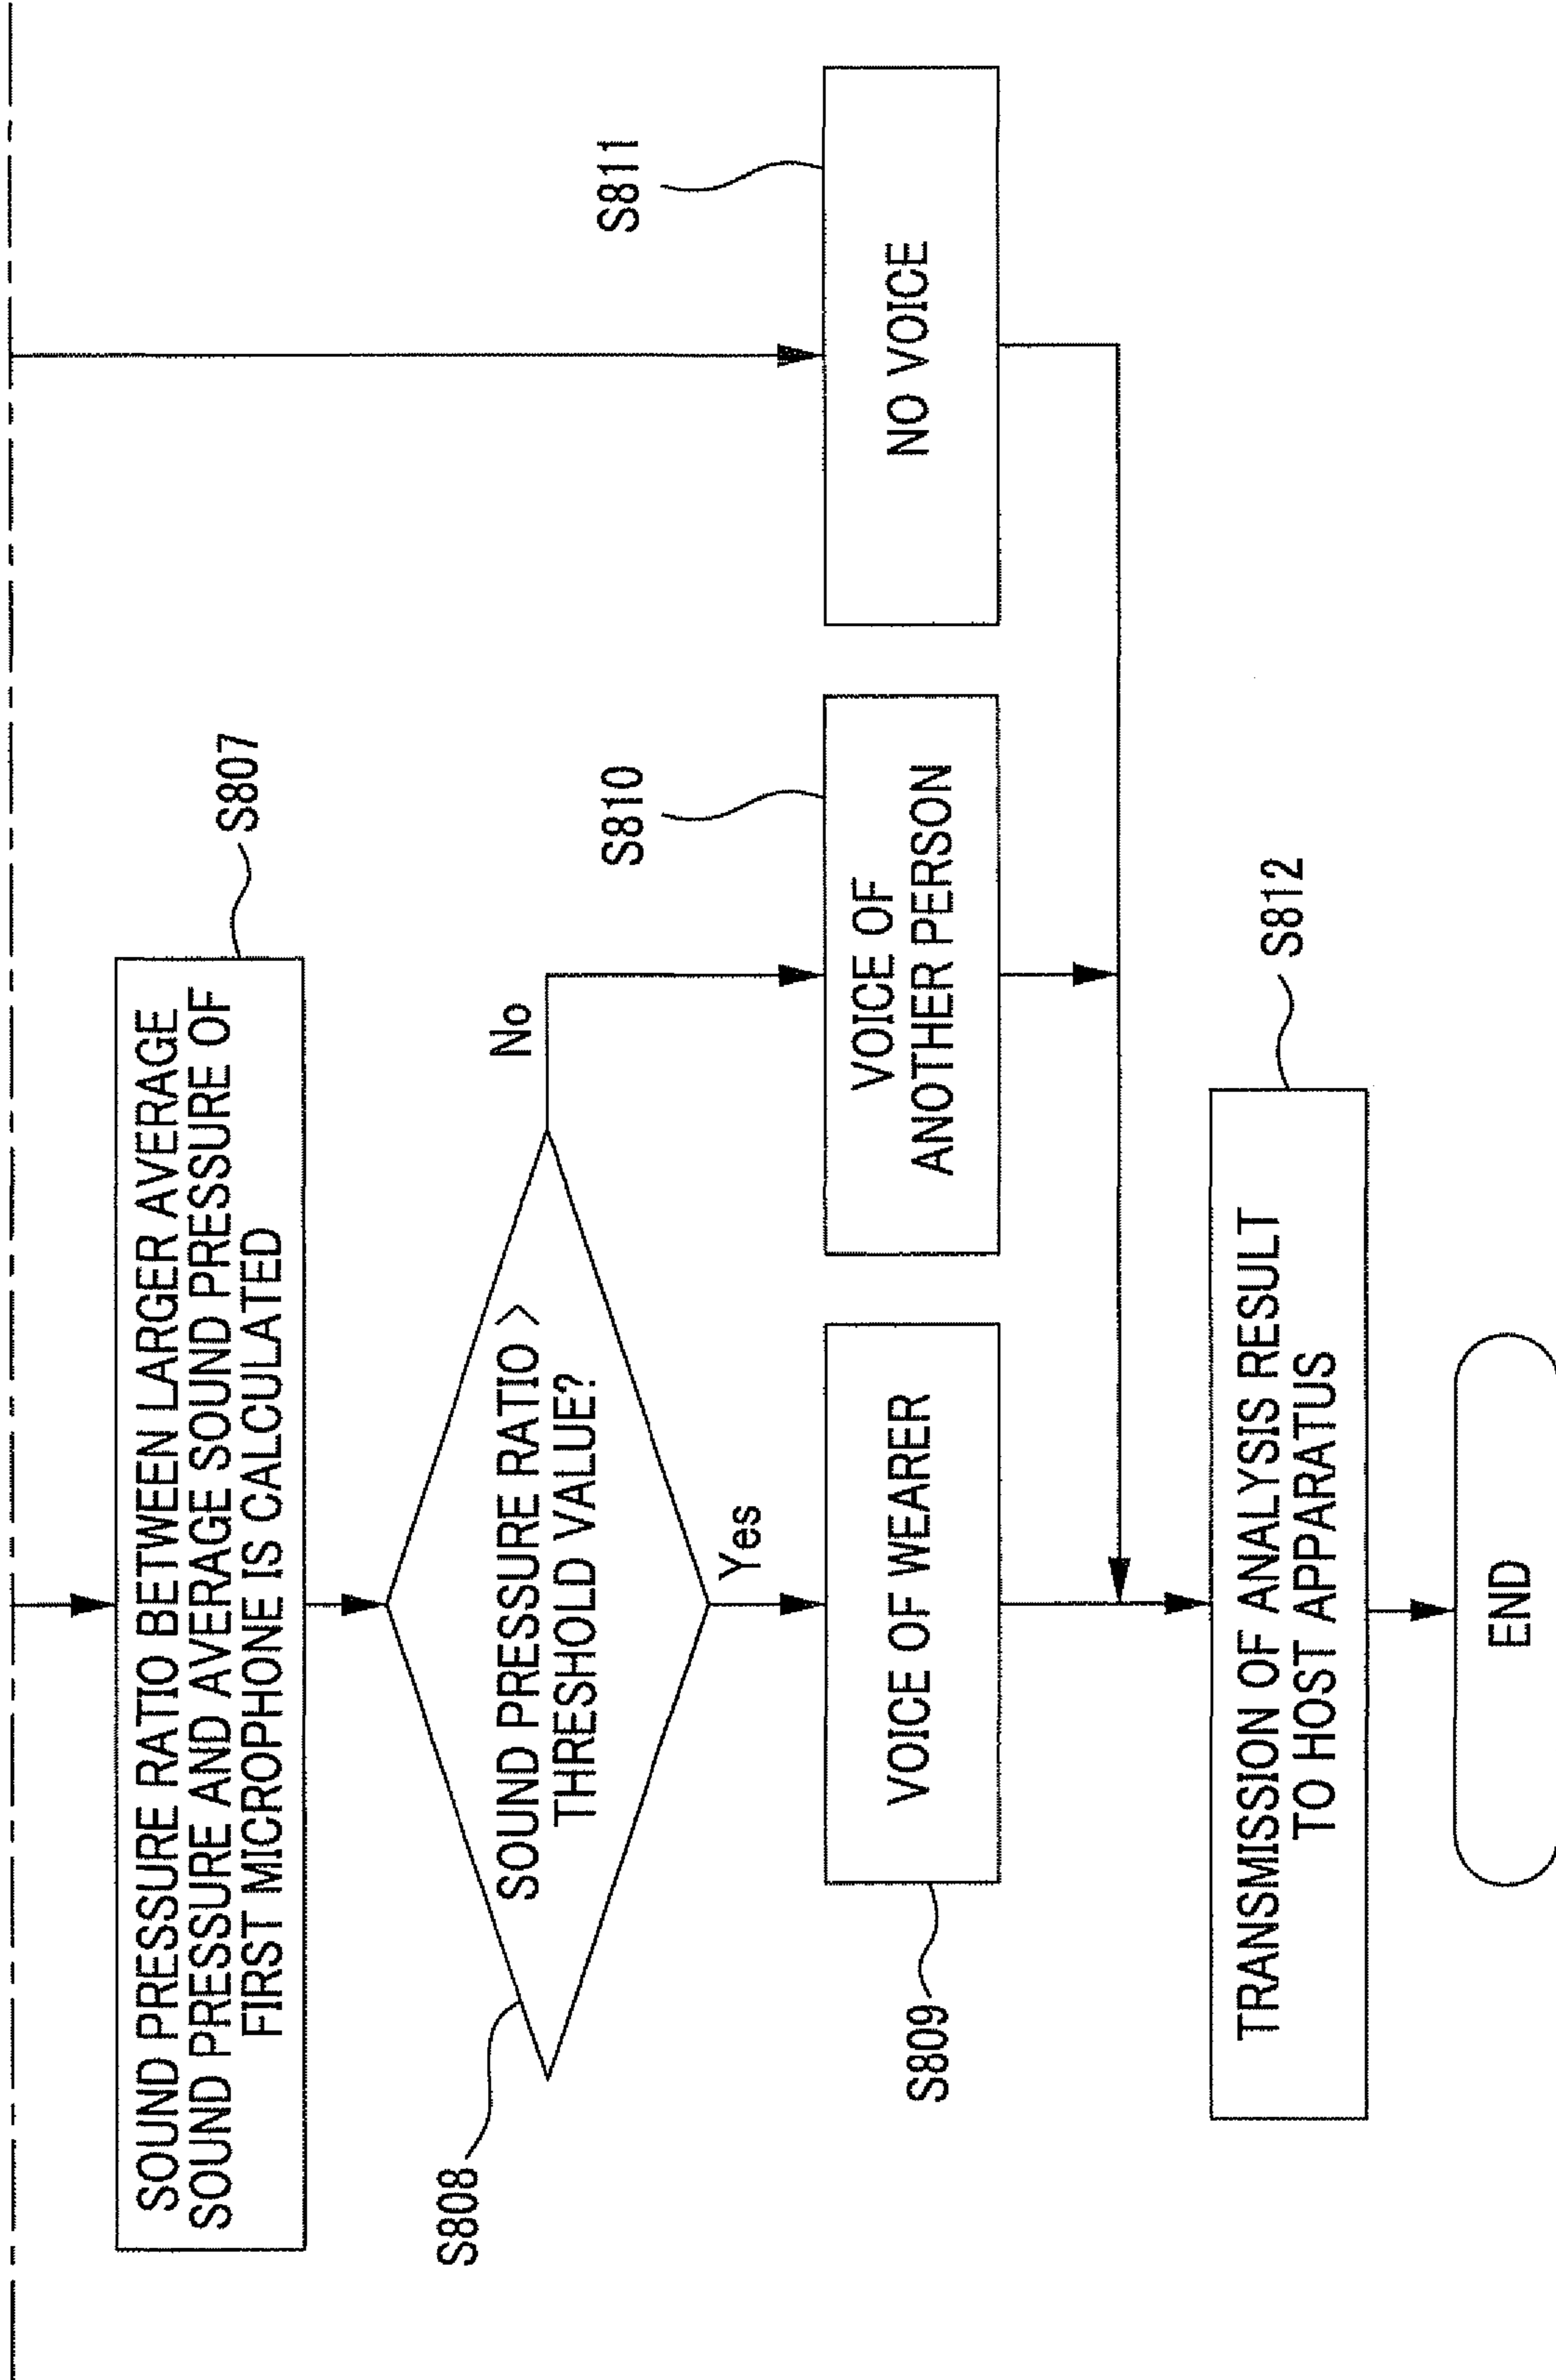 SOUND PRESSURE RATIO BETWEEN LARGER AVERAGE
SOUND PRESSURE AND AVERAGE SOUND PRESSURE OF
FIRST MICROPHONE IS CALCULATED
S807
S808
SOUND PRESSURE RATIO >
THRESHOLD VALUE?
No
Yes
S809
VOICE OF WEARER
VOICE OF
ANOTHER PERSON
S810
NO VOICE
S811
TRANSMISSION OF ANALYSIS RESULT
TO HOST APPARATUS
S812
END